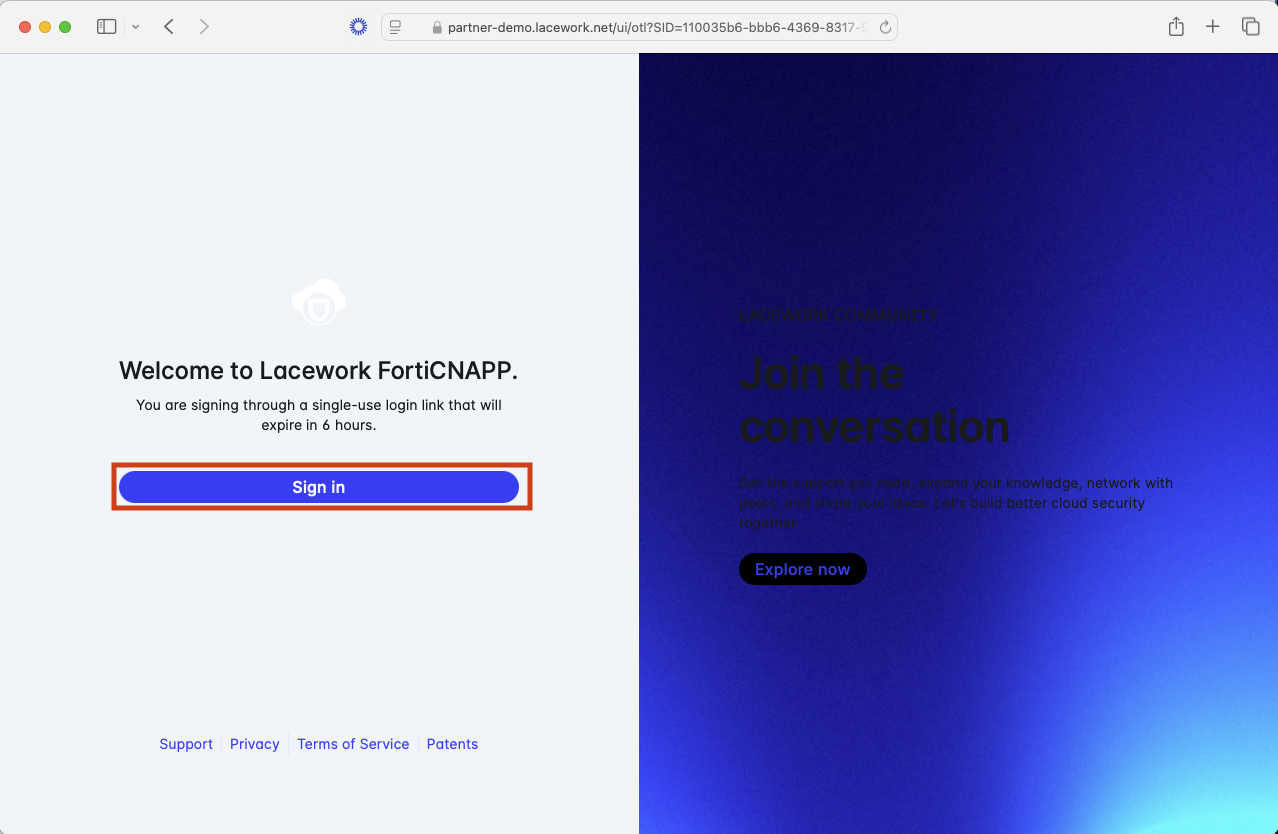 partner-demo.lacework.net/ui/otl?SID=110035b6-bbb6-4369-8317-
Welcome to Lacework FortiCNAPP.
You are signing through a single-use login link that will
expire in 6 hours.
Sign in
Support
Privacy
Terms of Service
Patents
LACEWORK COMMUNITY
Join the
conversation
Get the support you need, expand your knowledge, network with
peers, and share your ideas. Let's build better cloud security
together.
Explore now